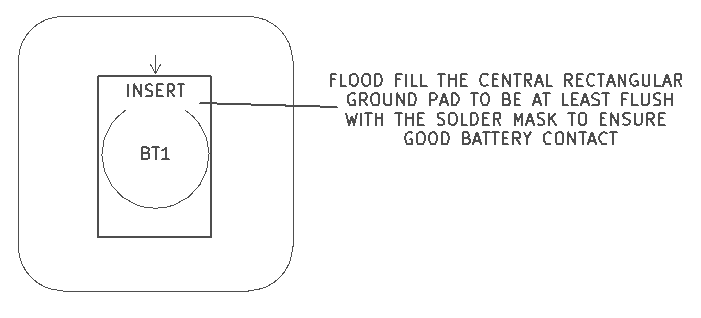 INSERT
BT1
FLOOD FILL THE CENTRAL RECTANGULAR
GROUND PAD TO BE AT LEAST FLUSH
WITH THE SOLDER MASK TO ENSURE
GOOD BATTERY CONTACT